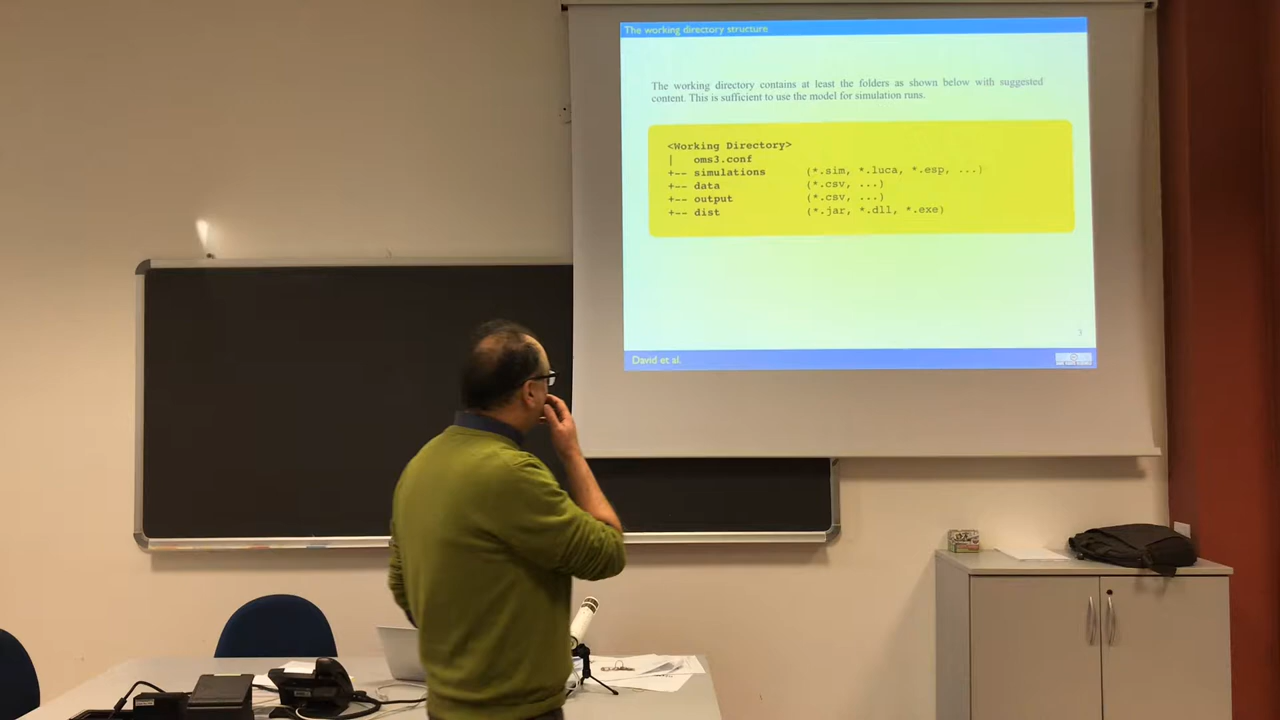 The working directory structure
The working directory contains at least the folders as shown below with suggested
content. This is sufficient to use the model for simulation runs.
<Working Directory>
|   oms3.conf
+-- simulations (*.sim, *.luca, *.esp, ...)
+-- data (*.csv, ...)
+-- output (*.csv, ...)
+-- dist (*.jar, *.dll, *.exe)
3
David et al.